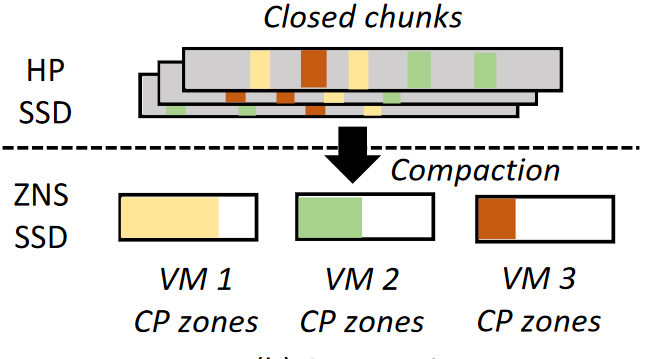 Closed chunks
HP
SSD
Compaction
ZNS
SSD
VM 1
CP zones
VM 2
CP zones
VM 3
CP zones